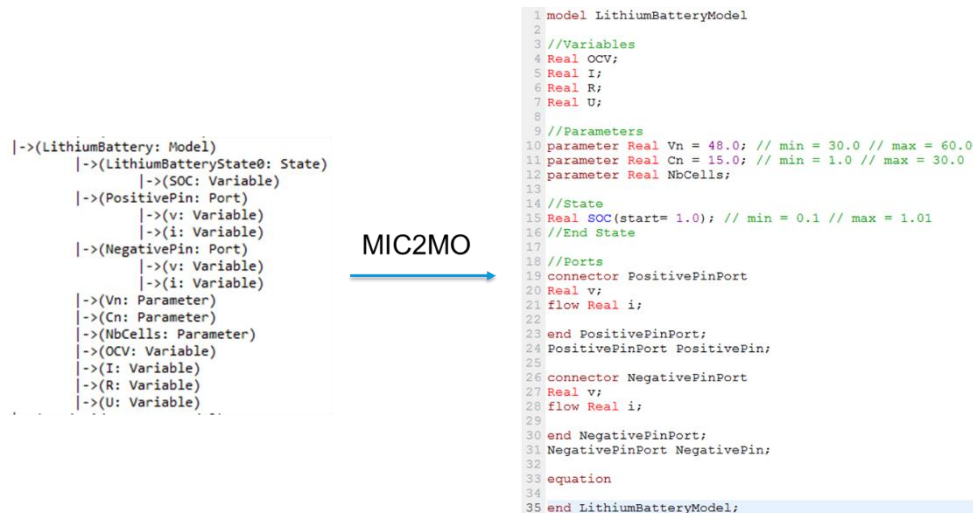 |->(LithiumBattery: Model)
|->(LithiumBatteryState0: State)
|->(SOC: Variable)
|->(PositivePin: Port)
|->(v: Variable)
|->(i: Variable)
|->(NegativePin: Port)
|->(v: Variable)
|->(i: Variable)
|->(Vn: Parameter)
|->(Cn: Parameter)
|->(NbCells: Parameter)
|->(OCV: Variable)
|->(I: Variable)
|->(R: Variable)
|->(U: Variable)
MIC2MO
1 model LithiumBatteryModel
2
3 //Variables
4 Real OCV;
5 Real I;
6 Real R;
7 Real U;
8
9 //Parameters
10 parameter Real Vn = 48.0; // min = 30.0 // max = 60.0
11 parameter Real Cn = 15.0; // min = 1.0 // max = 30.0
12 parameter Real NbCells;
13
14 //State
15 Real SOC(start= 1.0); // min = 0.1 // max = 1.01
16 //End State
17
18 //Ports
19 connector PositivePinPort
20 Real v;
21 flow Real i;
22
23 end PositivePinPort;
24 PositivePinPort PositivePin;
25
26 connector NegativePinPort
27 Real v;
28 flow Real i;
29
30 end NegativePinPort;
31 NegativePinPort NegativePin;
32
33 equation
34
35 end LithiumBatteryModel;